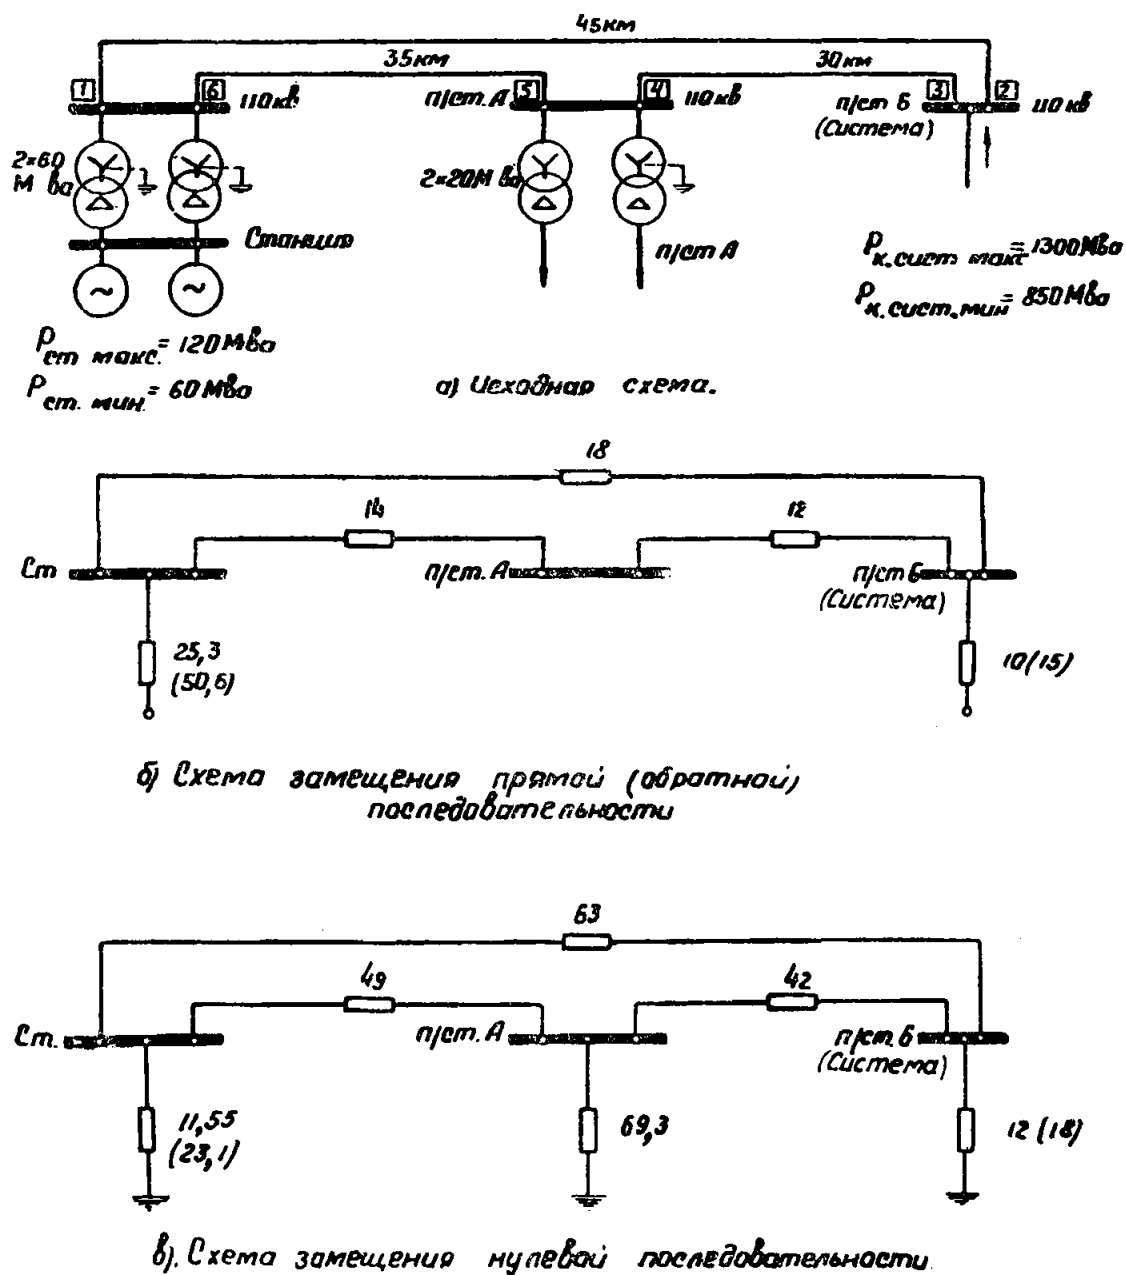 45км
35км
30км
1
6
110кв
п/ст. А
5
4
110кв
п/ст Б
(Система)
3
2
110кв
2×60
Мва
2×20Мва
Станция
п/ст А
Рк.сист макс = 1300Мва
Рк.сист.мин = 850Мва
Рст макс. = 120Мва
Рст. мин. = 60Мва
а) Исходная схема.
18
14
12
Ст
п/ст. А
п/ст Б
(Система)
25,3
(50,6)
10(15)
б) Схема замещения прямой (обратной)
последовательности
63
49
42
Ст.
п/ст. А
п/ст. Б
(Система)
11,55
(23,1)
69,3
12(18)
в). Схема замещения нулевой последовательности.